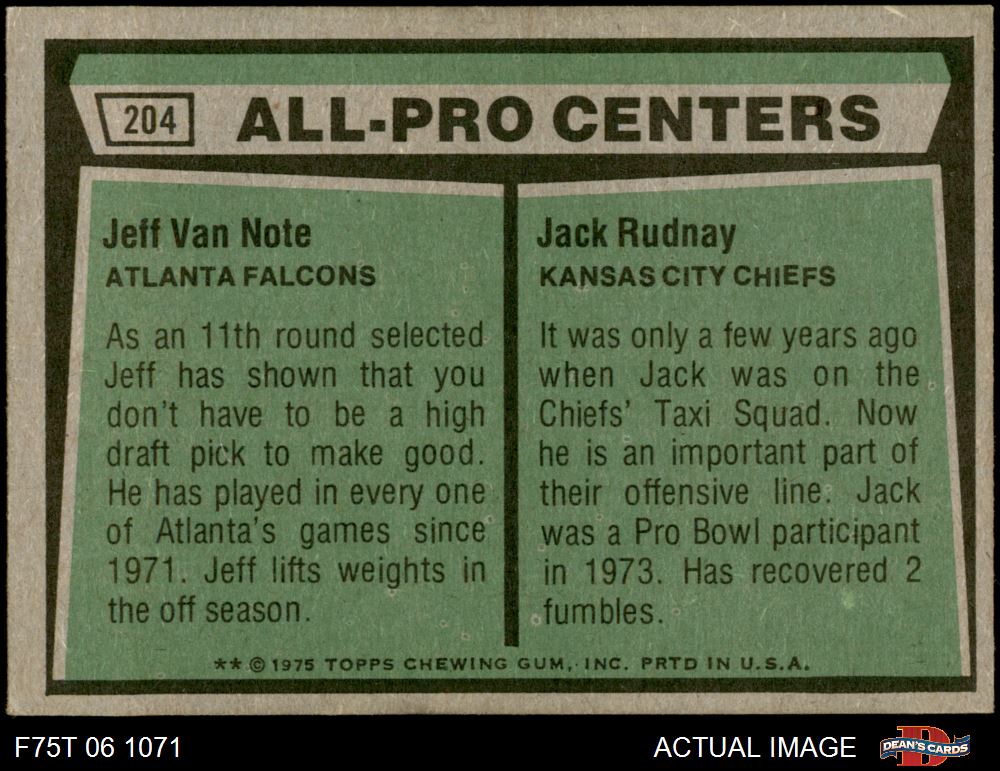 204
ALL-PRO CENTERS
Jeff Van Note
ATLANTA FALCONS
As an 11th round selected
Jeff has shown that you
don't have to be a high
draft pick to make good.
He has played in every one
of Atlanta's games since
1971. Jeff lifts weights in
the off season.
Jack Rudnay
KANSAS CITY CHIEFS
It was only a few years ago
when Jack was on the
Chiefs' Taxi Squad. Now
he is an important part of
their offensive line. Jack
was a Pro Bowl participant
in 1973. Has recovered 2
fumbles.
** © 1975 TOPPS CHEWING GUM, INC. PRTD IN U.S.A.
F75T 06 1071
ACTUAL IMAGE
DEAN'S CARDS